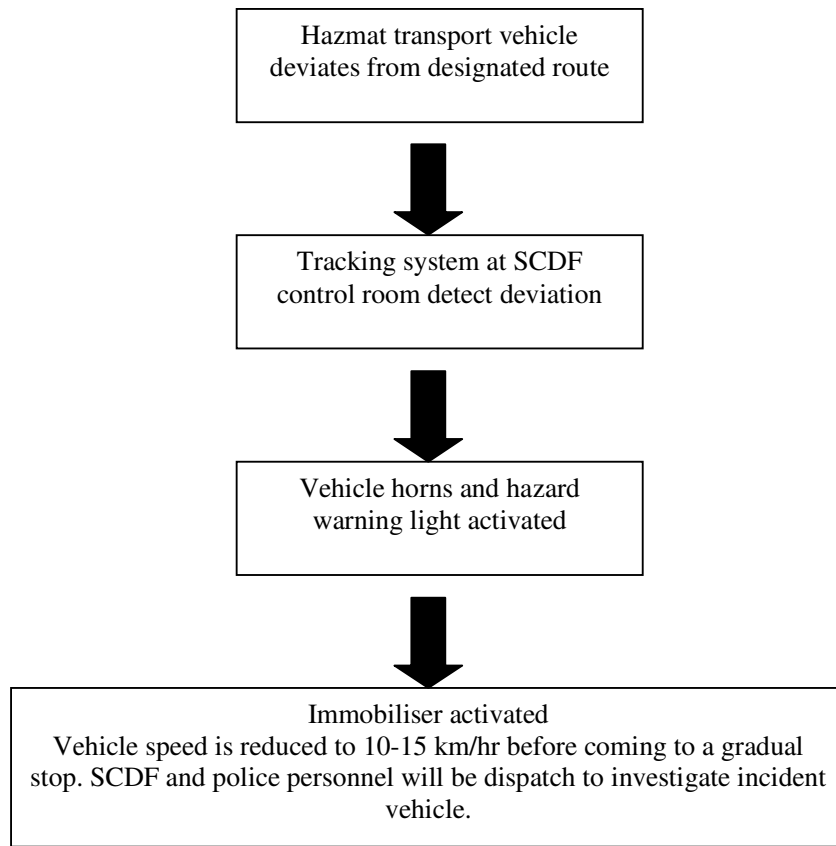 Hazmat transport vehicle
deviates from designated route
Tracking system at SCDF
control room detect deviation
Vehicle horns and hazard
warning light activated
Immobiliser activated
Vehicle speed is reduced to 10-15 km/hr before coming to a gradual
stop. SCDF and police personnel will be dispatch to investigate incident
vehicle.